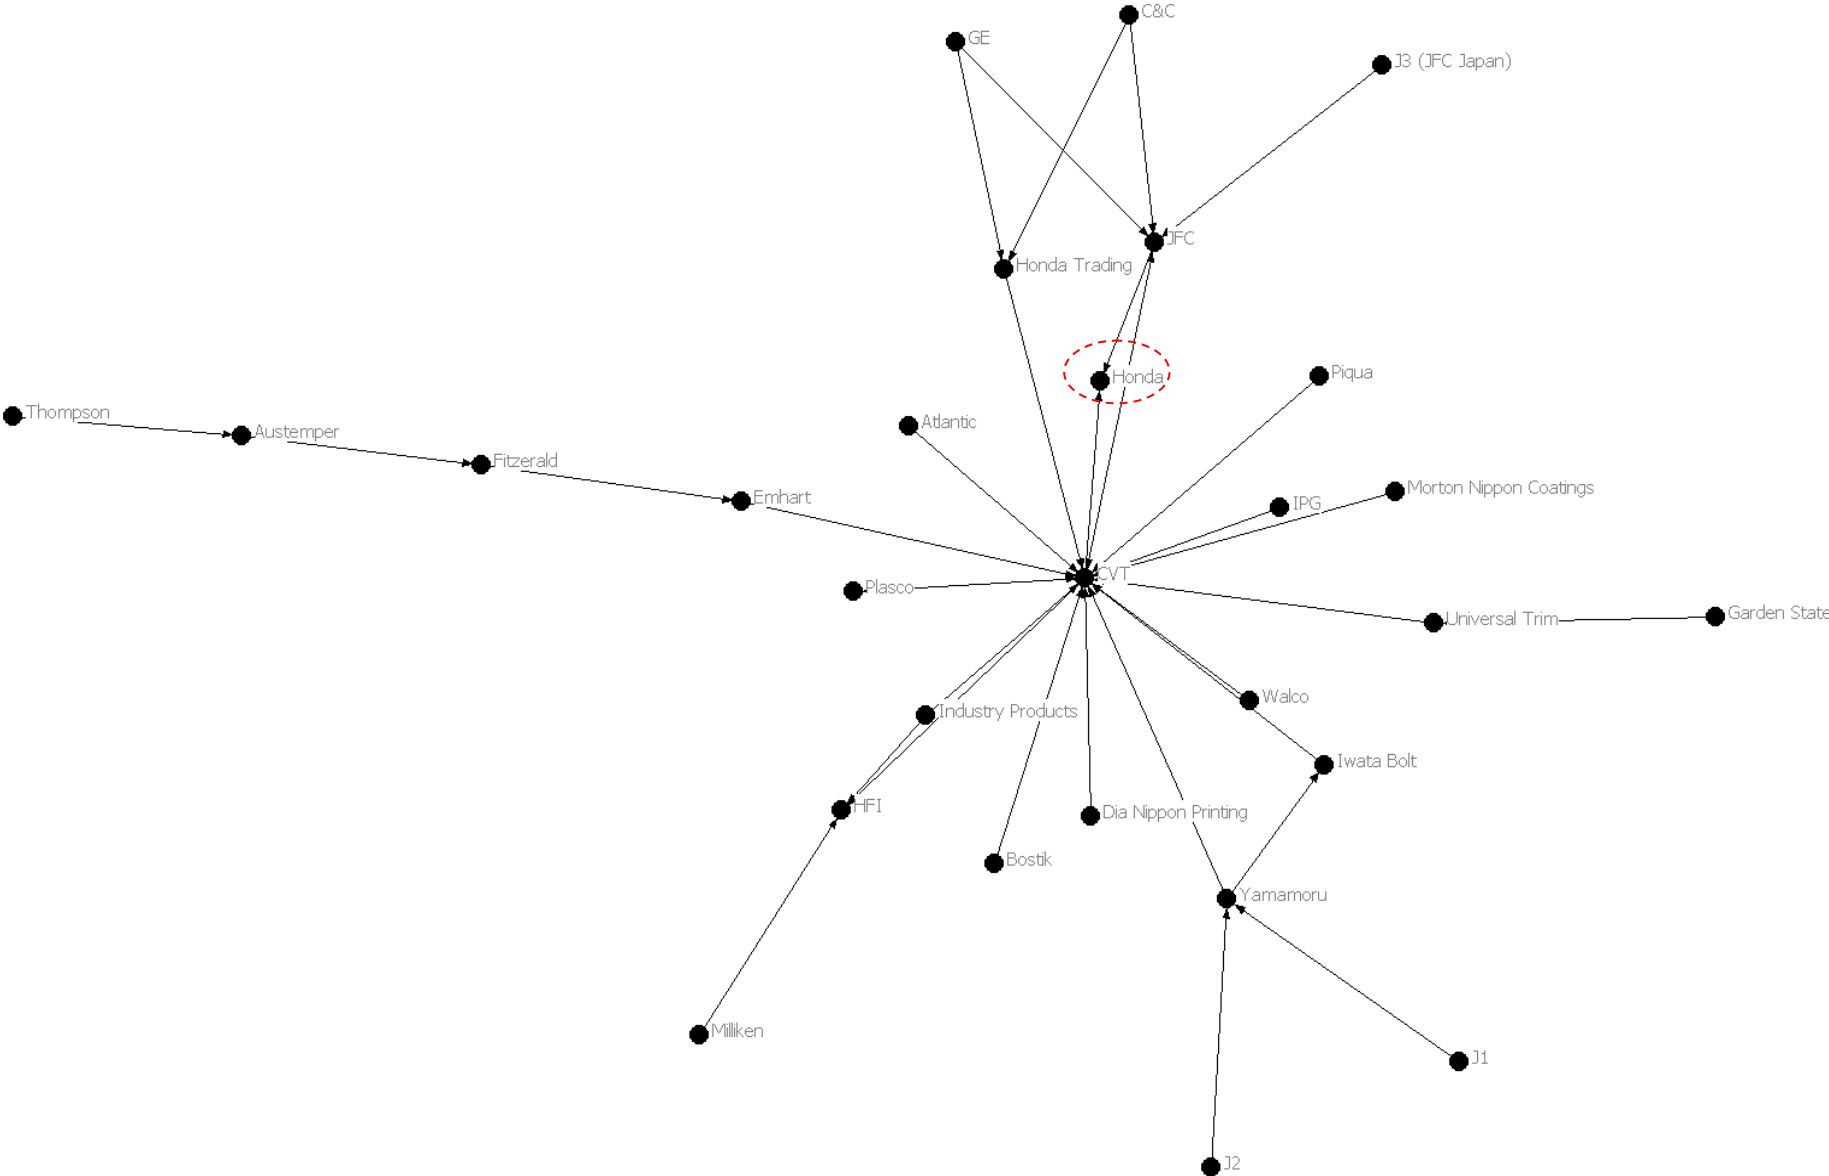 C&C
GE
J3 (JFC Japan)
JFC
Honda Trading
Honda
Piqua
Thompson
Atlantic
Austemper
Fitzerald
Morton Nippon Coatings
Emhart
IPG
CVT
Plasco
Universal Trim
Garden State
Walco
Industry Products
Iwata Bolt
HFI
Dia Nippon Printing
Bostik
Yamamoru
Milliken
J1
J2